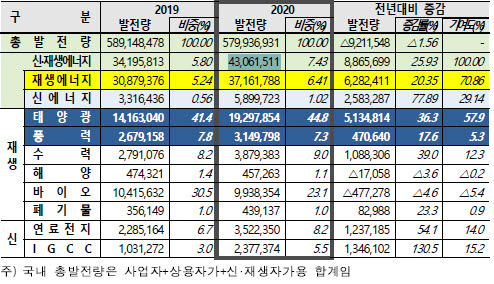 구 분 2019 2020 전년대비 증감
발전량 비중(%) 발전량 비중(%) 발전량 증감률(%) 기여도(%)
총 발 전 량 589,148,478 100.00 579,936,931 100.00 △9,211,548 △1.56 -
신·재생에너지 34,195,813 5.80 43,061,511 7.43 8,865,699 25.93 100.00
재생에너지 30,879,376 5.24 37,161,788 6.41 6,282,411 20.35 70.86
신 에 너 지 3,316,436 0.56 5,899,723 1.02 2,583,287 77.89 29.14
재생 태 양 광 14,163,040 41.4 19,297,854 44.8 5,134,814 36.3 57.9
풍 력 2,679,158 7.8 3,149,798 7.3 470,640 17.6 5.3
수 력 2,791,076 8.2 3,879,383 9.0 1,088,306 39.0 12.3
해 양 474,321 1.4 457,263 1.1 △17,058 △3.6 △0.2
바 이 오 10,415,632 30.5 9,938,354 23.1 △477,278 △4.6 △5.4
폐 기 물 356,149 1.0 439,137 1.0 82,988 23.3 0.9
신 연 료 전 지 2,285,164 6.7 3,522,350 8.2 1,237,185 54.1 14.0
I G C C 1,031,272 3.0 2,377,374 5.5 1,346,102 130.5 15.2
주) 국내 총발전량은 사업자+상용자가+신·재생자가용 합계임